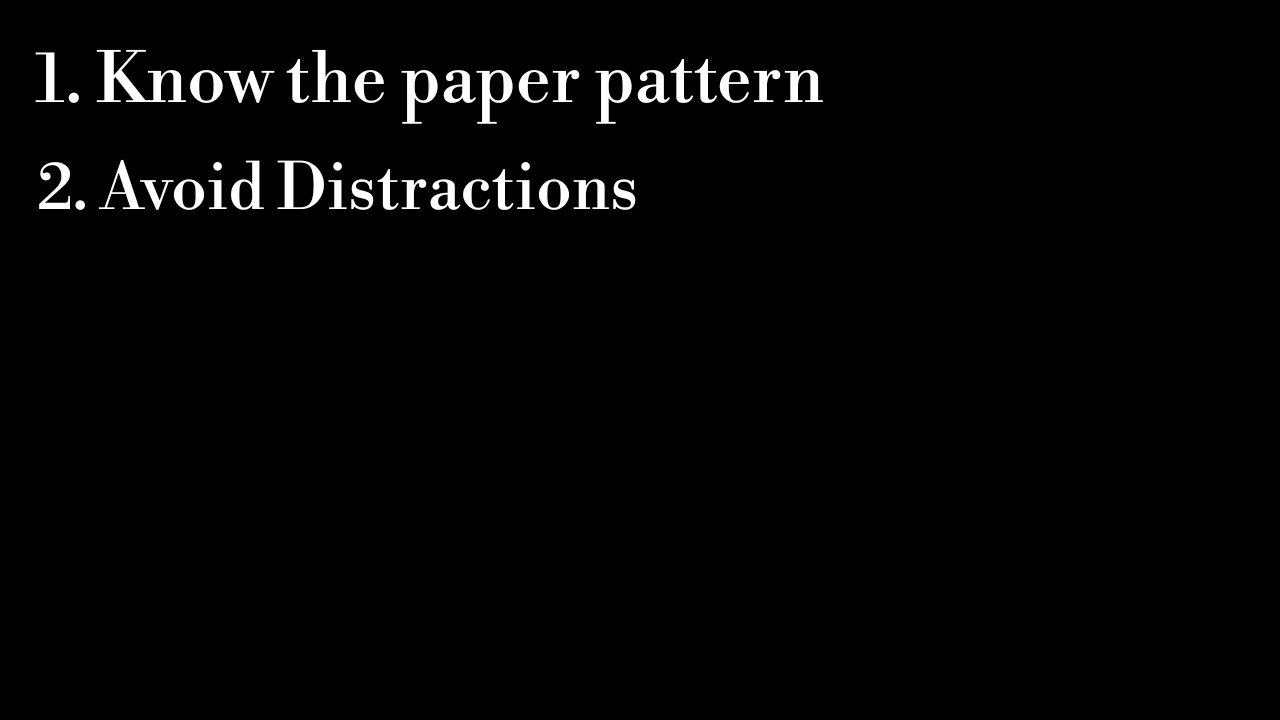 1. Know the paper pattern
2. Avoid Distractions